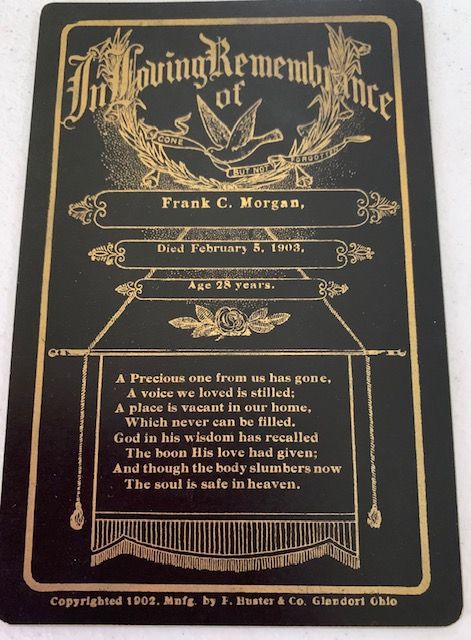 In Loving Remembrance
of
GONE
BUT NOT
FORGOTTEN
Frank C. Morgan,
Died February 5, 1903,
Age 28 years.
A Precious one from us has gone,
A voice we loved is stilled;
A place is vacant in our home,
Which never can be filled.
God in his wisdom has recalled
The boon His love had given;
And though the body slumbers now
The soul is safe in heaven.
Copyrighted 1902. Mnfg. by F. Huster & Co. Glandorf Ohio